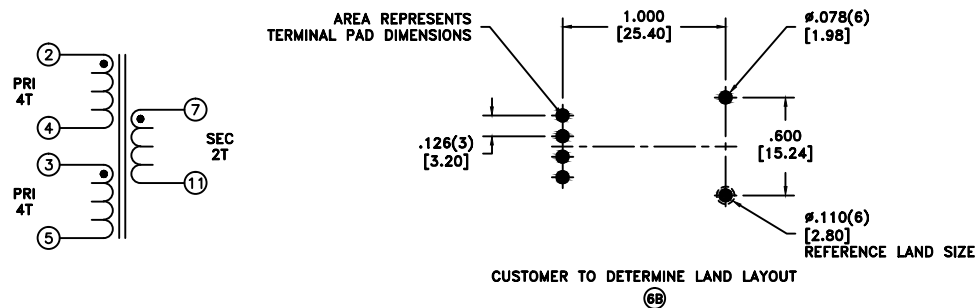 2
PRI
4T
4
3
PRI
4T
5
7
SEC
2T
11
AREA REPRESENTS
TERMINAL PAD DIMENSIONS
1.000
[25.40]
ø.078(6)
[1.98]
.126(3)
[3.20]
.600
[15.24]
ø.110(6)
[2.80]
REFERENCE LAND SIZE
CUSTOMER TO DETERMINE LAND LAYOUT
6B